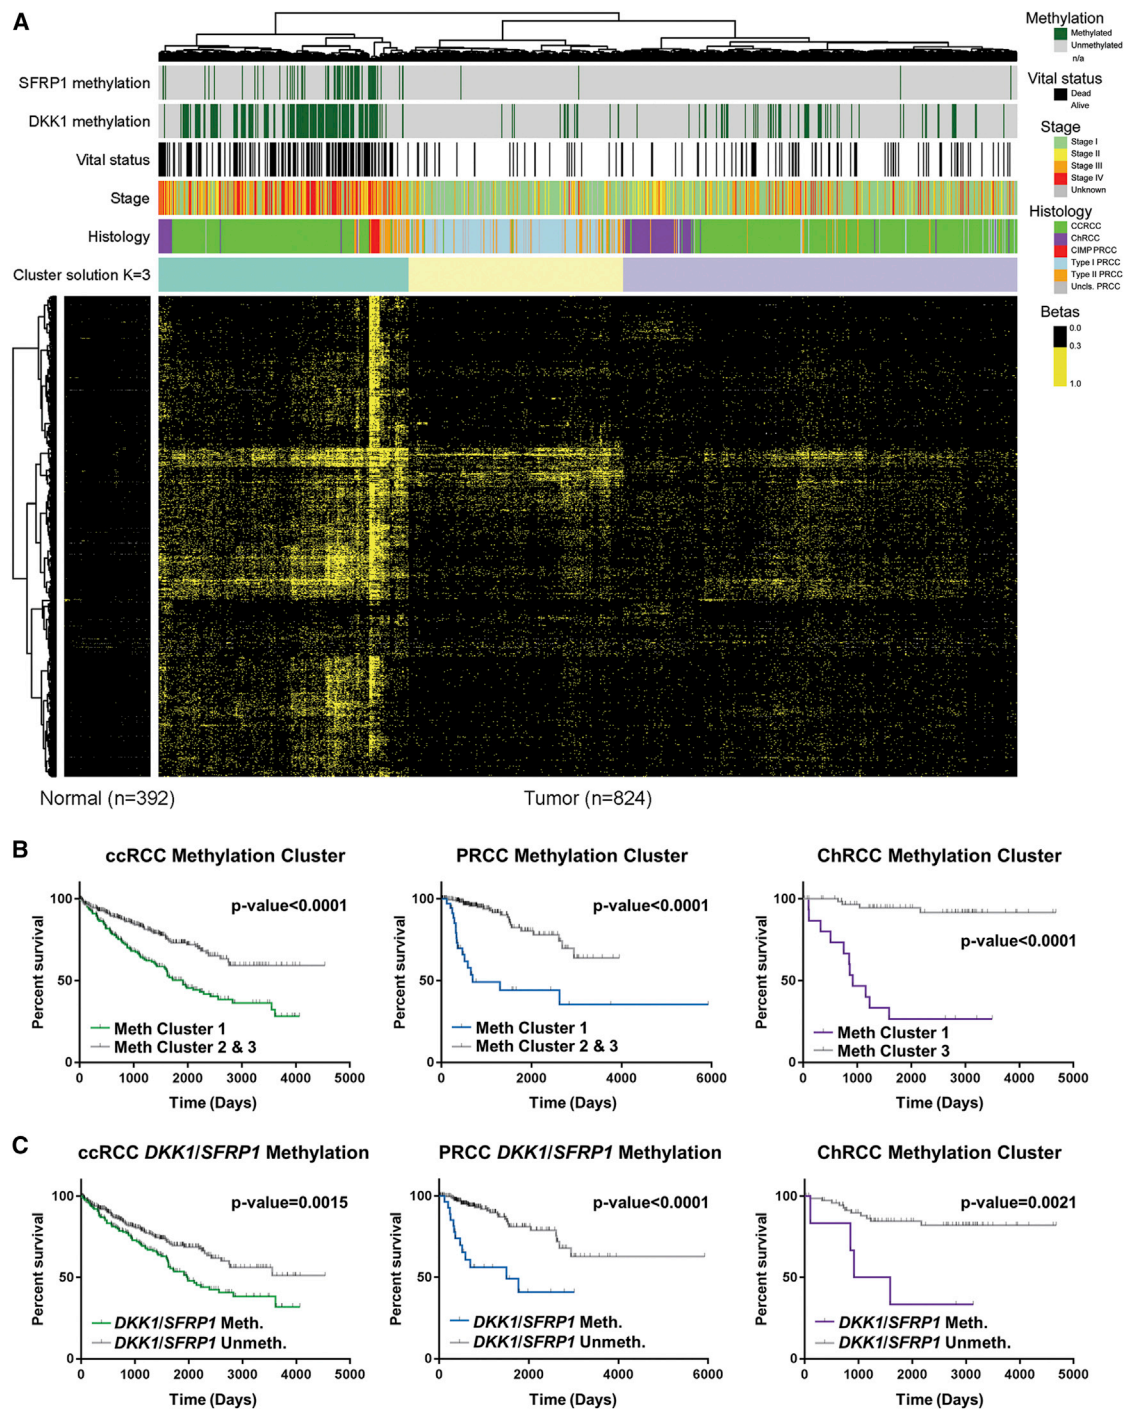 A
SFRP1 methylation
DKK1 methylation
Vital status
Stage
Histology
Cluster solution K=3
Methylation
Methylated
Unmethylated
n/a
Vital status
Dead
Alive
Stage
Stage I
Stage II
Stage III
Stage IV
Unknown
Histology
CCRCC
ChRCC
CIMP PRCC
Type I PRCC
Type II PRCC
Uncls. PRCC
Betas
0.0
0.3
1.0
Normal (n=392)
Tumor (n=824)
B
ccRCC Methylation Cluster
Percent survival
100
50
0
p-value<0.0001
Meth Cluster 1
Meth Cluster 2 & 3
0 1000 2000 3000 4000 5000
Time (Days)
PRCC Methylation Cluster
Percent survival
100
50
0
p-value<0.0001
Meth Cluster 1
Meth Cluster 2 & 3
0 2000 4000 6000
Time (Days)
ChRCC Methylation Cluster
Percent survival
100
50
0
p-value<0.0001
Meth Cluster 1
Meth Cluster 3
0 1000 2000 3000 4000 5000
Time (Days)
C
ccRCC DKK1/SFRP1 Methylation
Percent survival
100
50
0
p-value=0.0015
DKK1/SFRP1 Meth.
DKK1/SFRP1 Unmeth.
0 1000 2000 3000 4000 5000
Time (Days)
PRCC DKK1/SFRP1 Methylation
Percent survival
100
50
0
p-value<0.0001
DKK1/SFRP1 Meth.
DKK1/SFRP1 Unmeth.
0 2000 4000 6000
Time (Days)
ChRCC Methylation Cluster
Percent survival
100
50
0
p-value=0.0021
DKK1/SFRP1 Meth.
DKK1/SFRP1 Unmeth.
0 1000 2000 3000 4000 5000
Time (Days)